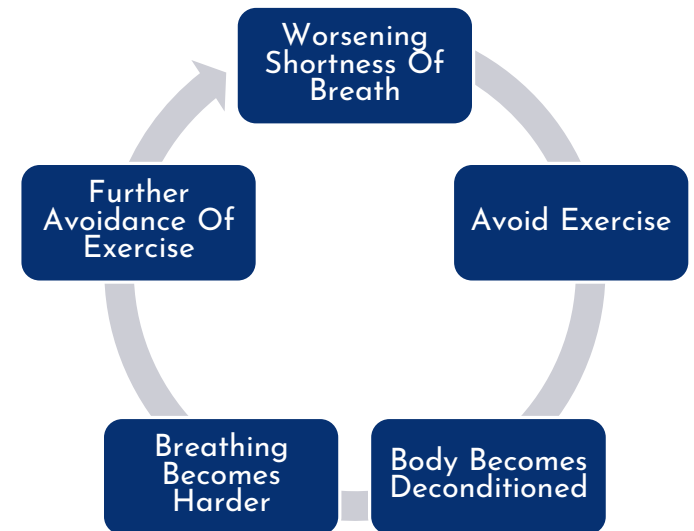 Worsening
Shortness Of
Breath
Avoid Exercise
Body Becomes
Deconditioned
Breathing
Becomes
Harder
Further
Avoidance Of
Exercise